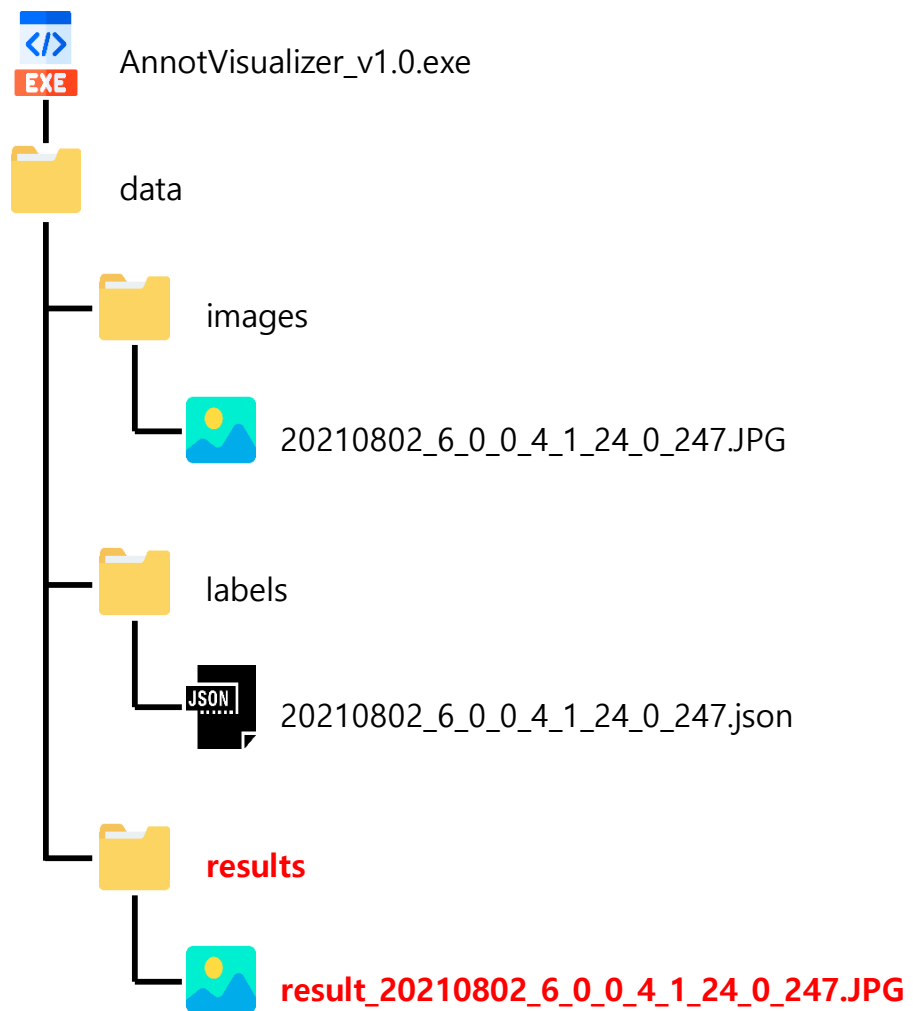 </>
EXE
AnnotVisualizer_v1.0.exe
data
images
20210802_6_0_0_4_1_24_0_247.JPG
labels
JSON
20210802_6_0_0_4_1_24_0_247.json
results
result_20210802_6_0_0_4_1_24_0_247.JPG